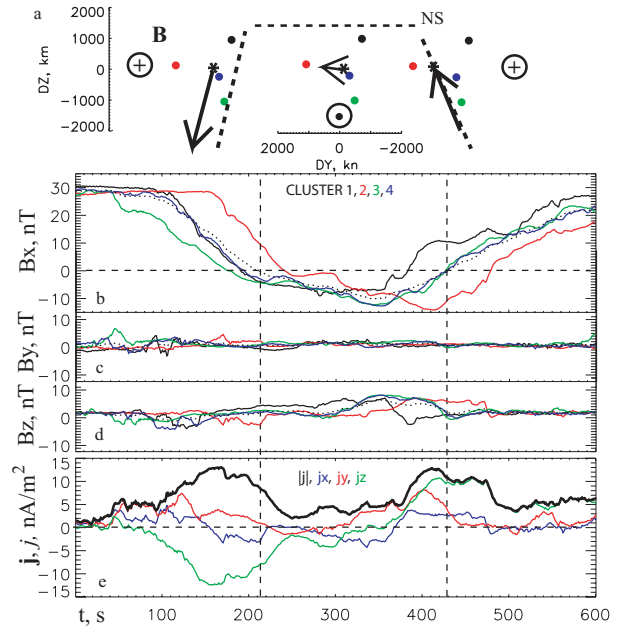 a
NS
B
DZ, km
2000
1000
0
-1000
-2000
2000
0
-2000
DY, kn
CLUSTER 1, 2, 3, 4
Bx, nT
30
20
10
0
-10
b
By, nT
10
0
-10
c
Bz, nT
10
0
-10
d
|j|, jx, jy, jz
j, j, nA/m²
15
10
5
0
-5
-10
-15
e
t, s
100
200
300
400
500
600